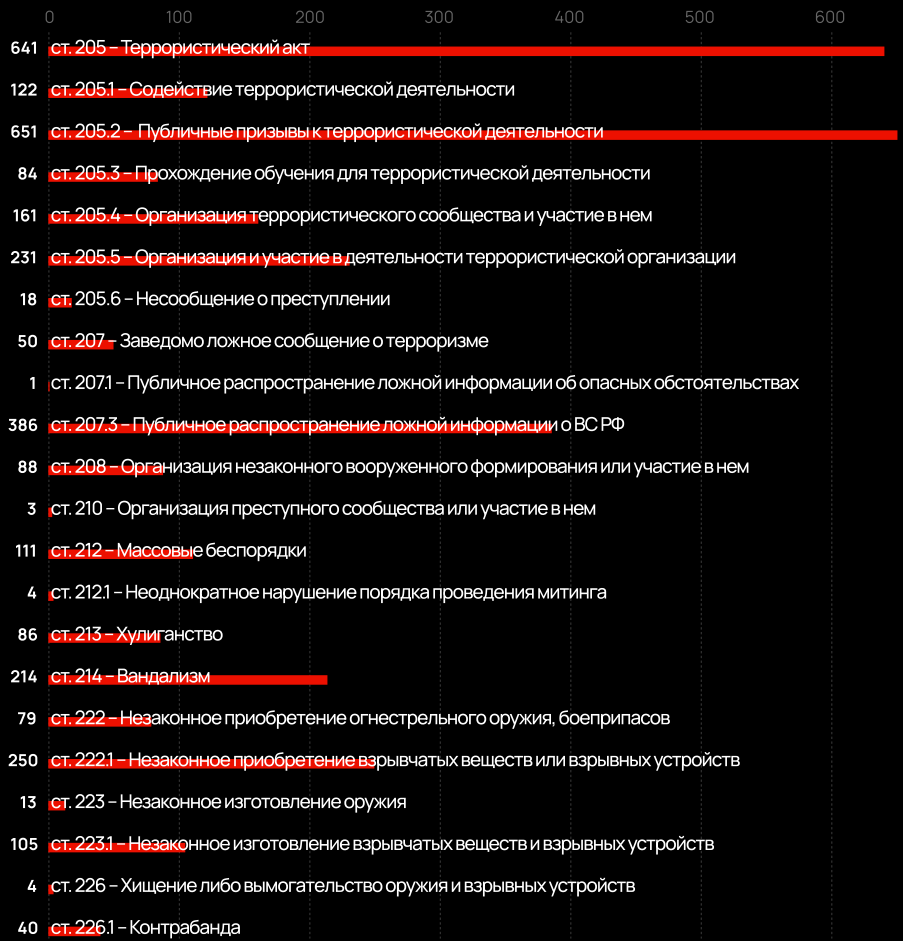 0 100 200 300 400 500 600
641 ст. 205 – Террористический акт
122 ст. 205.1 – Содействие террористической деятельности
651 ст. 205.2 – Публичные призывы к террористической деятельности
84 ст. 205.3 – Прохождение обучения для террористической деятельности
161 ст. 205.4 – Организация террористического сообщества и участие в нем
231 ст. 205.5 – Организация и участие в деятельности террористической организации
18 ст. 205.6 – Несообщение о преступлении
50 ст. 207 – Заведомо ложное сообщение о терроризме
1 ст. 207.1 – Публичное распространение ложной информации об опасных обстоятельствах
386 ст. 207.3 – Публичное распространение ложной информации о ВС РФ
88 ст. 208 – Организация незаконного вооруженного формирования или участие в нем
3 ст. 210 – Организация преступного сообщества или участие в нем
111 ст. 212 – Массовые беспорядки
4 ст. 212.1 – Неоднократное нарушение порядка проведения митинга
86 ст. 213 – Хулиганство
214 ст. 214 – Вандализм
79 ст. 222 – Незаконное приобретение огнестрельного оружия, боеприпасов
250 ст. 222.1 – Незаконное приобретение взрывчатых веществ или взрывных устройств
13 ст. 223 – Незаконное изготовление оружия
105 ст. 223.1 – Незаконное изготовление взрывчатых веществ и взрывных устройств
4 ст. 226 – Хищение либо вымогательство оружия и взрывных устройств
40 ст. 226.1 – Контрабанда